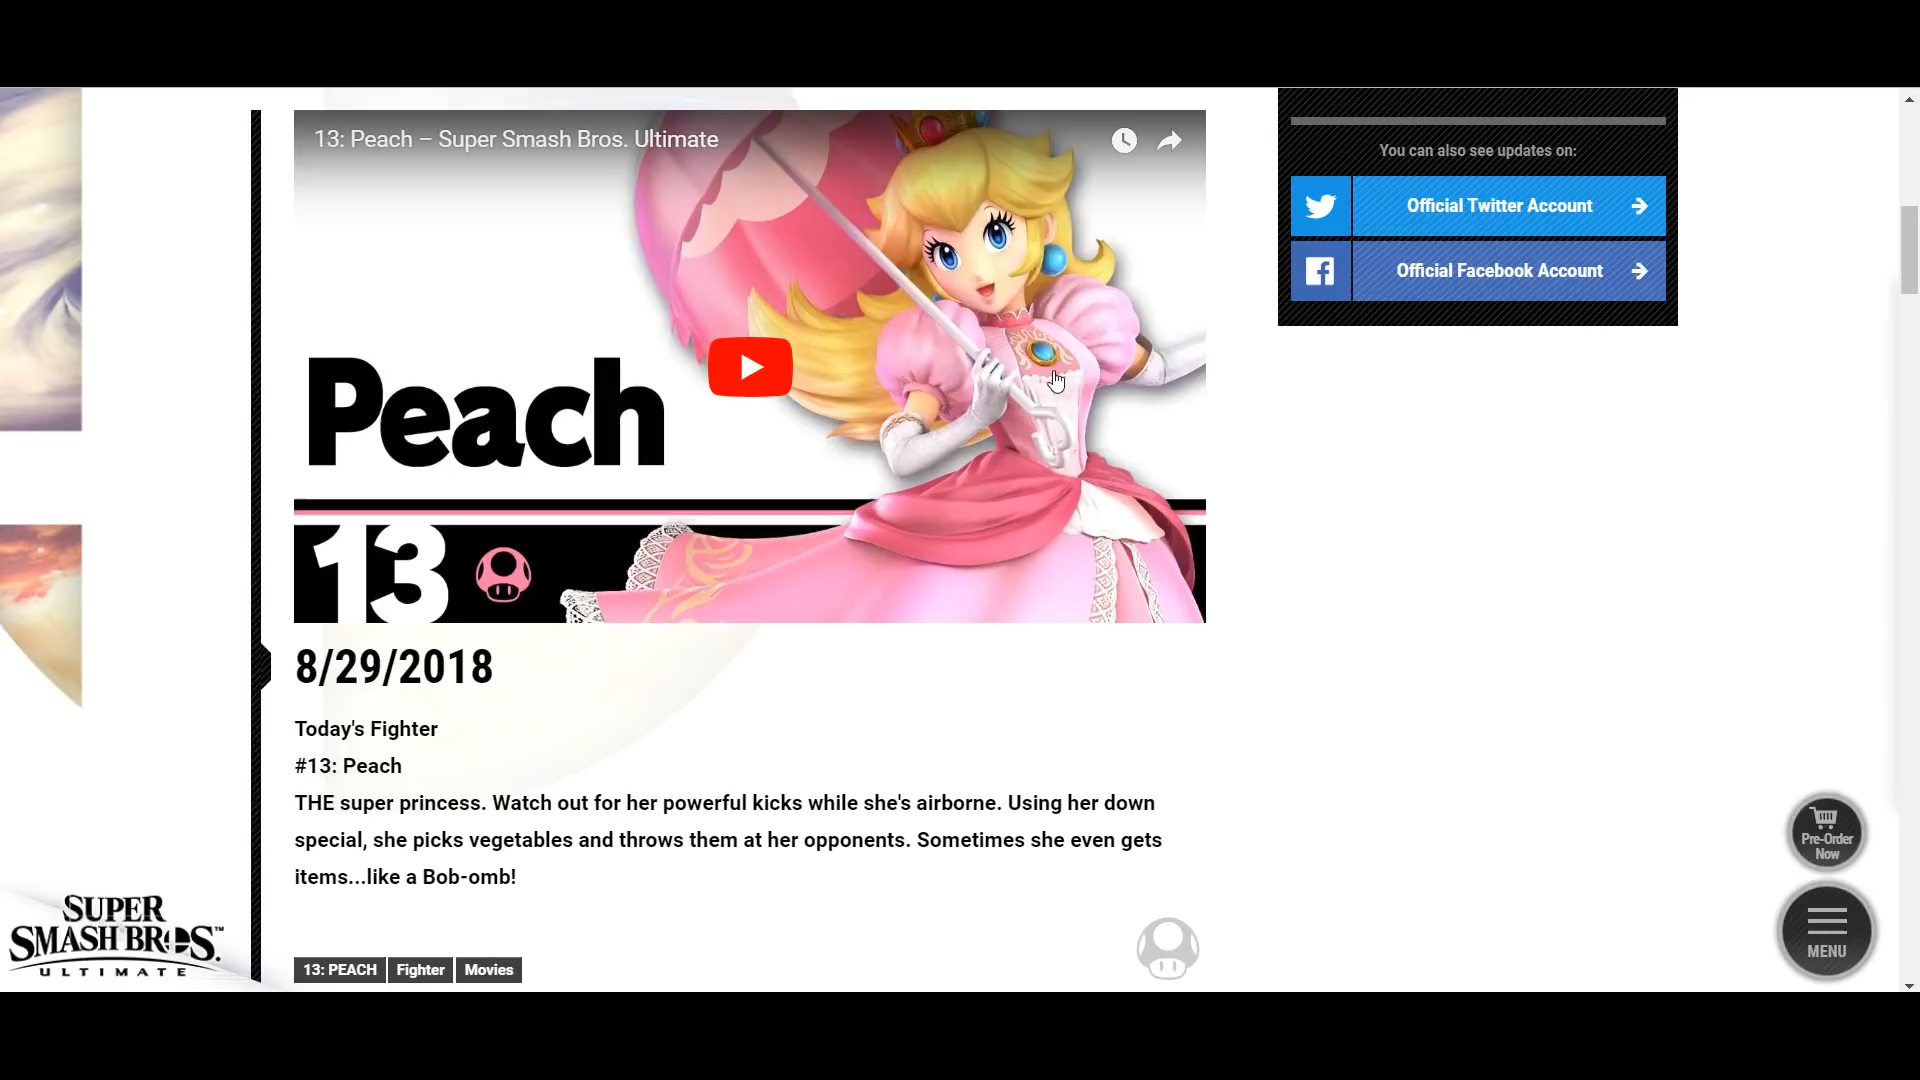 13: Peach – Super Smash Bros. Ultimate
Peach
13
8/29/2018
Today's Fighter
#13: Peach
THE super princess. Watch out for her powerful kicks while she's airborne. Using her down
special, she picks vegetables and throws them at her opponents. Sometimes she even gets
items...like a Bob-omb!
13: PEACH
Fighter
Movies
You can also see updates on:
Official Twitter Account
Official Facebook Account
Pre-Order
Now
MENU
SUPER
SMASH BROS.™
ULTIMATE